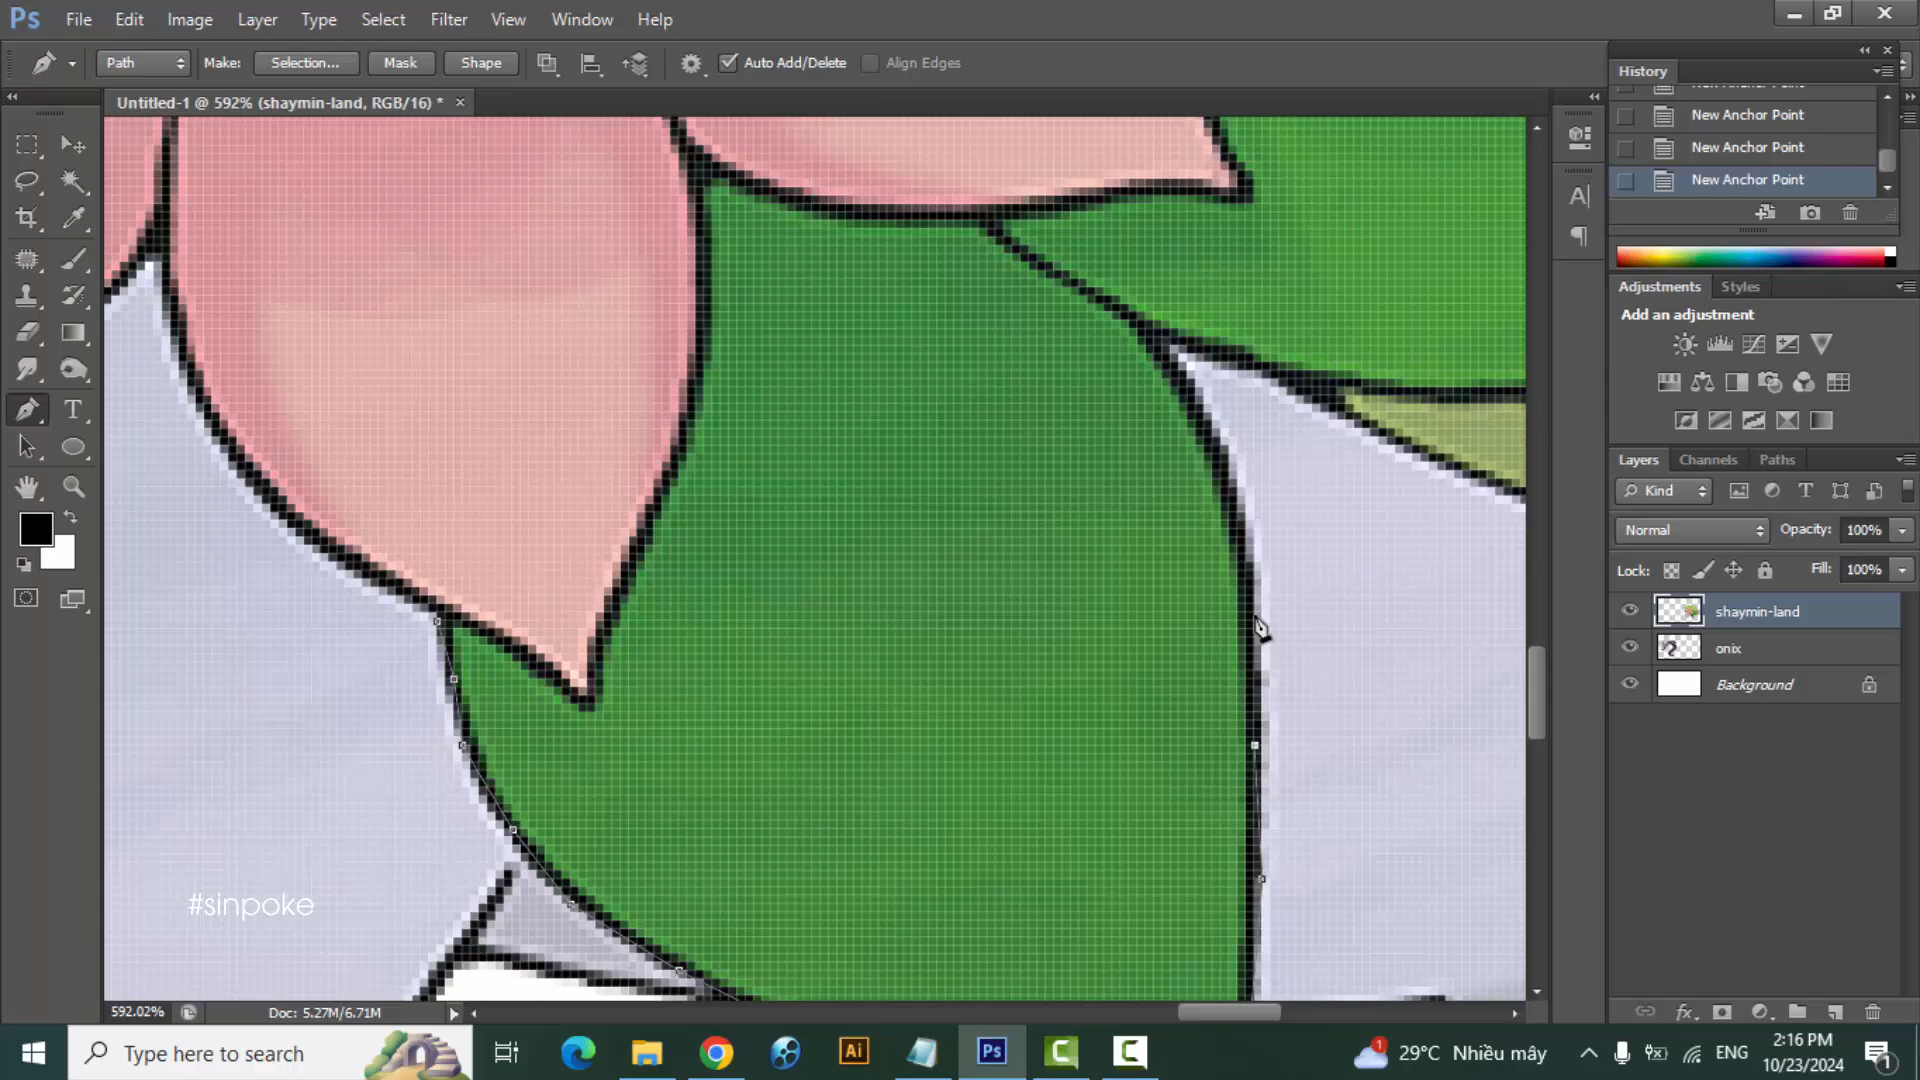 Ps File Edit Image Layer Type Select Filter View Window Help
Path Make: Selection... Mask Shape Auto Add/Delete Align Edges
Untitled-1 @ 592% (shaymin-land, RGB/16) * ×
History
New Anchor Point
New Anchor Point
New Anchor Point
Adjustments Styles
Add an adjustment
Layers Channels Paths
Kind
Normal Opacity: 100%
Lock: Fill: 100%
shaymin-land
onix
Background
#sinpoke
592.02% Doc: 5.27M/6.71M
Type here to search
Ai Ps
1 29°C Nhiều mây ENG
2:16 PM
10/23/2024
1